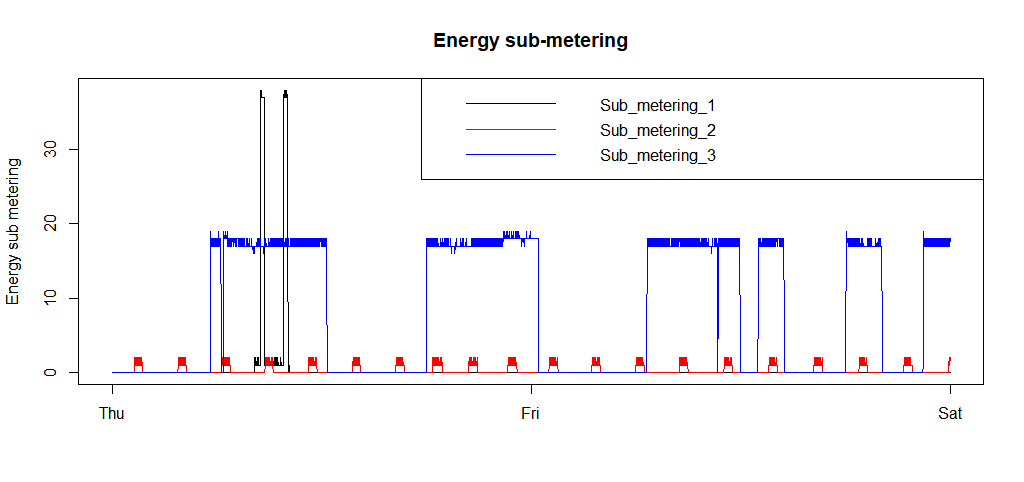 Energy sub-metering
Sub_metering_1
Sub_metering_2
Sub_metering_3
Energy sub metering
30
20
10
0
Thu
Fri
Sat